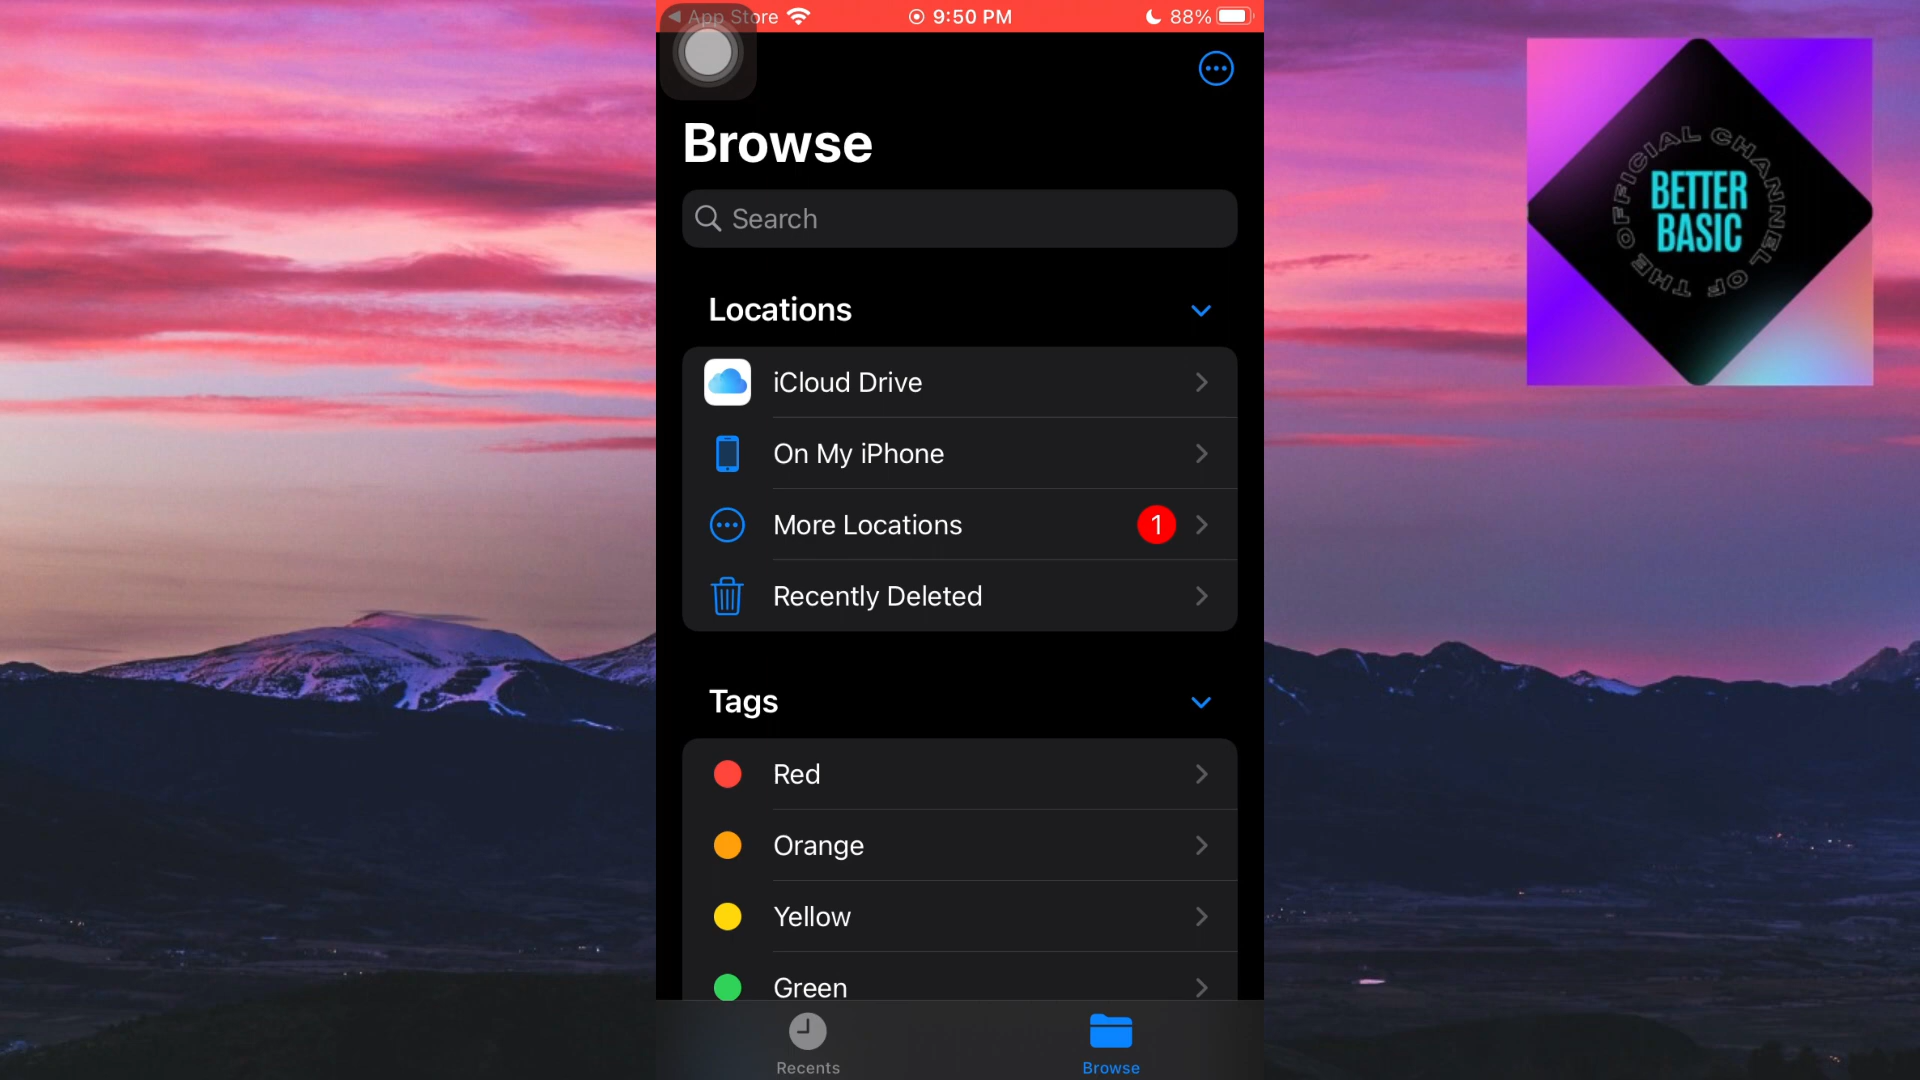 App Store
9:50 PM
88%
Browse
Search
Locations
iCloud Drive
On My iPhone
More Locations
1
Recently Deleted
Tags
Red
Orange
Yellow
Green
Recents
Browse
OFFICIAL CHANNEL OF THE
BETTER
BASIC